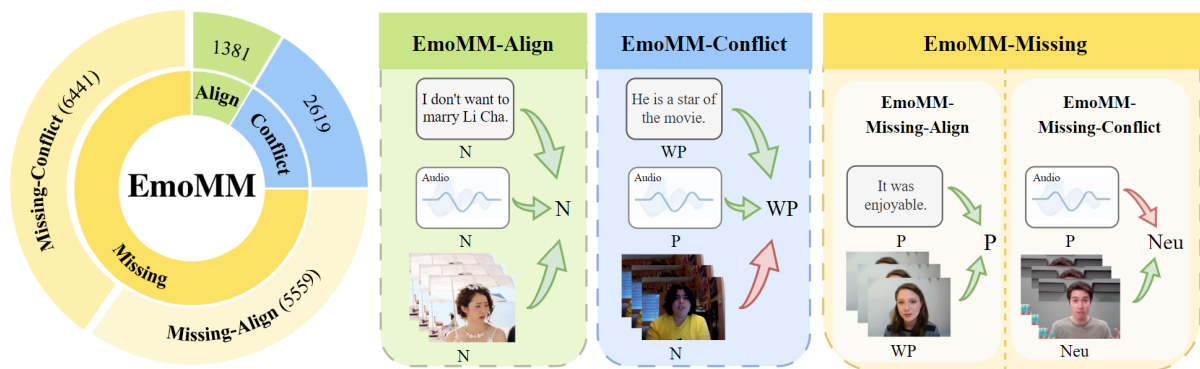 1381
2619
Align
Conflict
Missing
EmoMM
Missing-Conflict (6441)
Missing-Align (5559)
EmoMM-Align
I don't want to
marry Li Cha.
N
Audio
N
N
N
EmoMM-Conflict
He is a star of
the movie.
WP
Audio
P
WP
N
EmoMM-Missing
EmoMM-
Missing-Align
It was
enjoyable.
P
P
WP
EmoMM-
Missing-Conflict
Audio
P
Neu
Neu